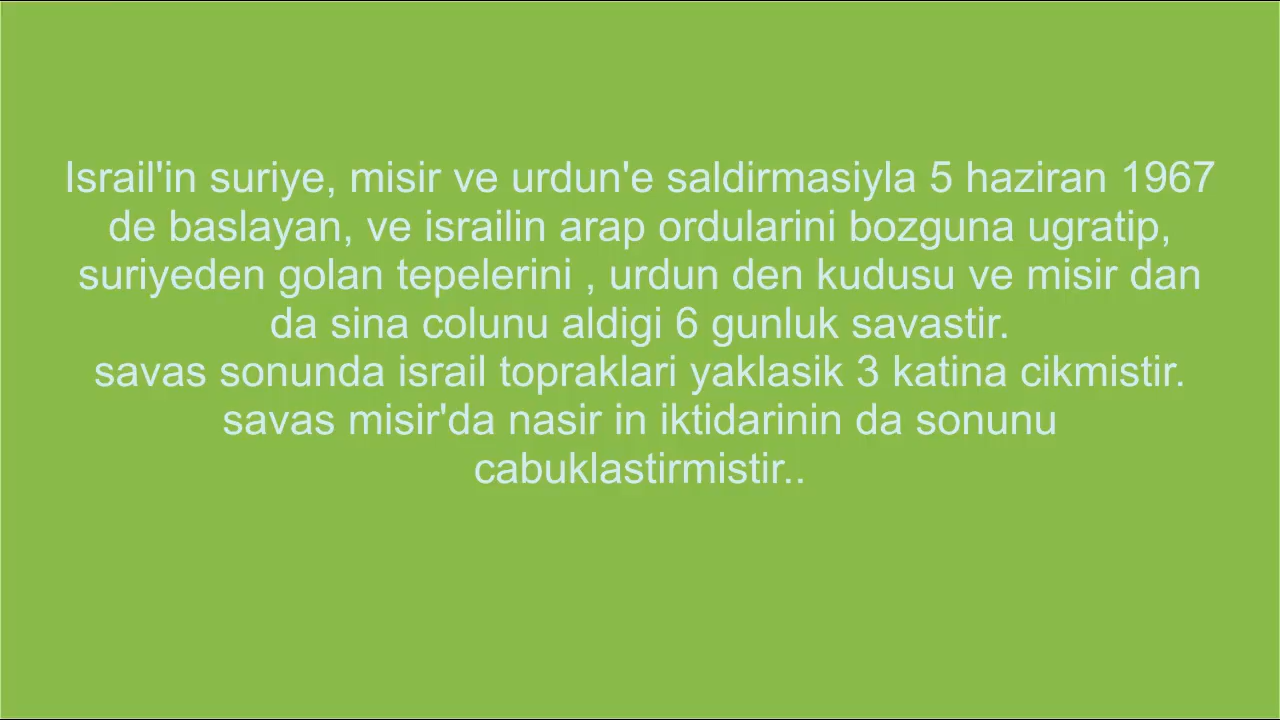 Israil'in suriye, misir ve urdun'e saldirmasiyla 5 haziran 1967
de baslayan, ve israilin arap ordularini bozguna ugratip,
suriyeden golan tepelerini , urdun den kudusu ve misir dan
da sina colunu aldigi 6 gunluk savastir.
savas sonunda israil topraklari yaklasik 3 katina cikmistir.
savas misir'da nasir in iktidarinin da sonunu
cabuklastirmistir..